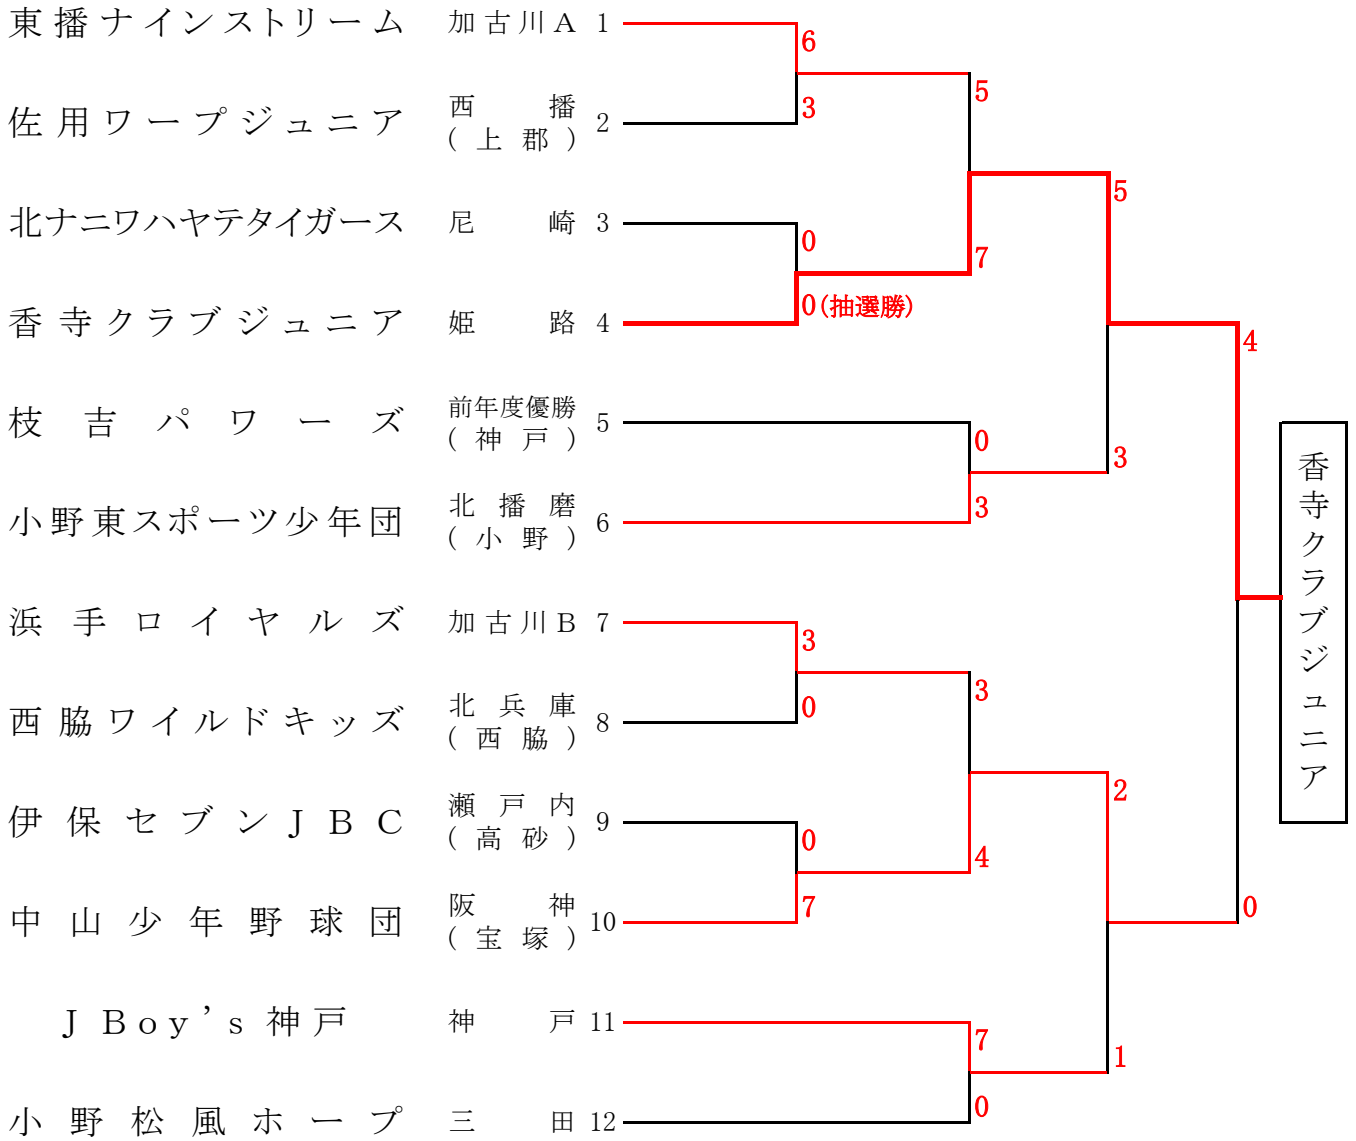 東播ナインストリーム 加古川A 1
6
5
佐用ワープジュニア 西播(上郡) 2
3
5
北ナニワハヤテタイガース 尼崎 3
0
7
香寺クラブジュニア 姫路 4
0(抽選勝)
4
枝吉パワーズ 前年度優勝(神戸) 5
0
3
小野東スポーツ少年団 北播磨(小野) 6
3
香寺クラブジュニア
浜手ロイヤルズ 加古川B 7
3
3
西脇ワイルドキッズ 北兵庫(西脇) 8
0
2
伊保セブンJBC 瀬戸内(高砂) 9
0
4
中山少年野球団 阪神(宝塚) 10
7
0
J Boy's神戸 神戸 11
7
1
小野松風ホープ 三田 12
0